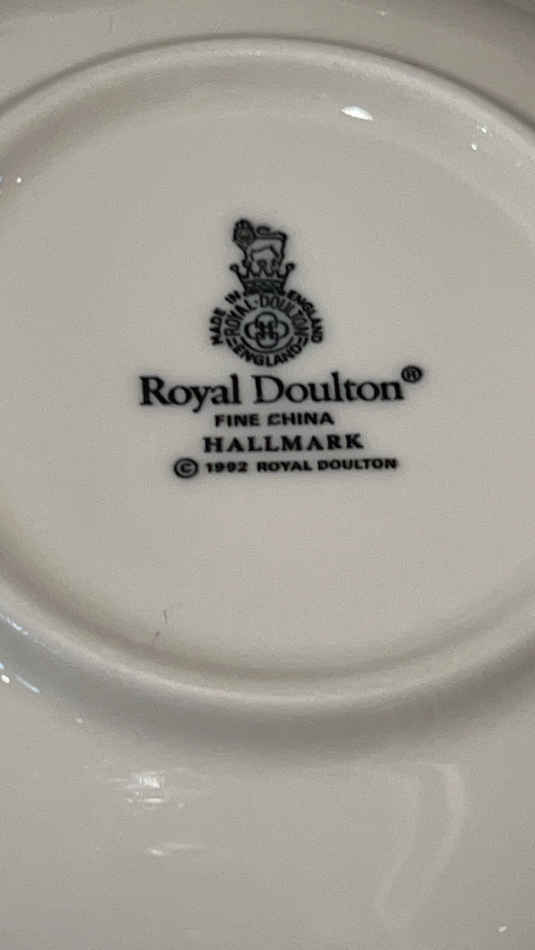 MADE IN ENGLAND
ROYAL·DOULTON
ENGLAND
Royal Doulton®
FINE CHINA
HALLMARK
© 1992 ROYAL DOULTON